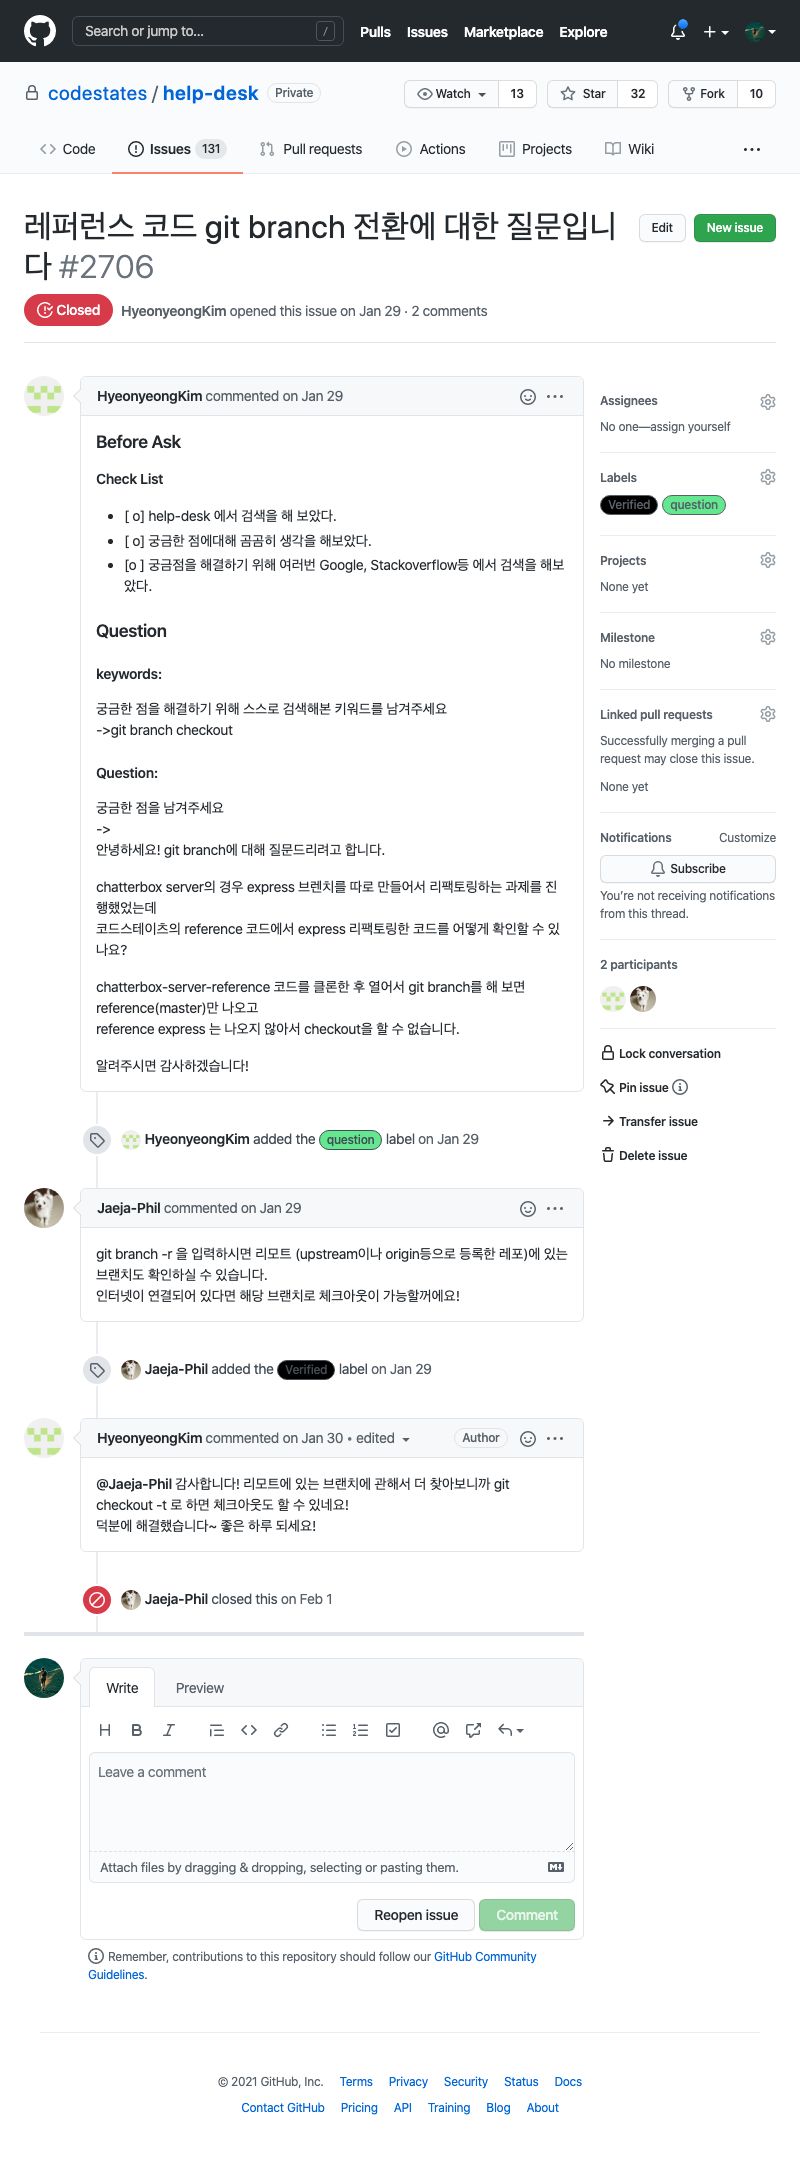 Search or jump to... /
Pulls Issues Marketplace Explore
codestates / help-desk Private
Watch 13 Star 32 Fork 10
Code Issues 131 Pull requests Actions Projects Wiki ...
레퍼런스 코드 git branch 전환에 대한 질문입니
다 #2706
Edit New issue
Closed HyeonyeongKim opened this issue on Jan 29 · 2 comments
HyeonyeongKim commented on Jan 29
Before Ask
Check List
• [ o] help-desk 에서 검색을 해 보았다.
• [ o] 궁금한 점에대해 곰곰히 생각을 해보았다.
• [o ] 궁금점을 해결하기 위해 여러번 Google, Stackoverflow등 에서 검색을 해보
았다.
Question
keywords:
궁금한 점을 해결하기 위해 스스로 검색해본 키워드를 남겨주세요
->git branch checkout
Question:
궁금한 점을 남겨주세요
->
안녕하세요! git branch에 대해 질문드리려고 합니다.
chatterbox server의 경우 express 브렌치를 따로 만들어서 리팩토링하는 과제를 진
행했었는데
코드스테이츠의 reference 코드에서 express 리팩토링한 코드를 어떻게 확인할 수 있
나요?
chatterbox-server-reference 코드를 클론한 후 열어서 git branch를 해 보면
reference(master)만 나오고
reference express 는 나오지 않아서 checkout을 할 수 없습니다.
알려주시면 감사하겠습니다!
HyeonyeongKim added the question label on Jan 29
Jaeja-Phil commented on Jan 29
git branch -r 을 입력하시면 리모트 (upstream이나 origin등으로 등록한 레포)에 있는
브랜치도 확인하실 수 있습니다.
인터넷이 연결되어 있다면 해당 브랜치로 체크아웃이 가능할꺼에요!
Jaeja-Phil added the Verified label on Jan 29
HyeonyeongKim commented on Jan 30 • edited Author
@Jaeja-Phil 감사합니다! 리모트에 있는 브랜치에 관해서 더 찾아보니까 git
checkout -t 로 하면 체크아웃도 할 수 있네요!
덕분에 해결했습니다~ 좋은 하루 되세요!
Jaeja-Phil closed this on Feb 1
Assignees
No one—assign yourself
Labels
Verified question
Projects
None yet
Milestone
No milestone
Linked pull requests
Successfully merging a pull
request may close this issue.
None yet
Notifications Customize
Subscribe
You're not receiving notifications
from this thread.
2 participants
Lock conversation
Pin issue
Transfer issue
Delete issue
Write Preview
H B I
Leave a comment
Attach files by dragging & dropping, selecting or pasting them.
Reopen issue Comment
Remember, contributions to this repository should follow our GitHub Community
Guidelines.
© 2021 GitHub, Inc. Terms Privacy Security Status Docs
Contact GitHub Pricing API Training Blog About